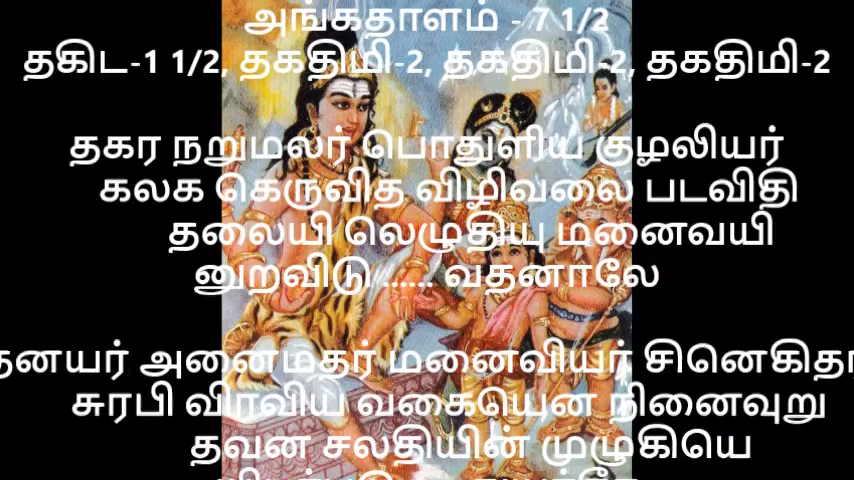 அங்கதாளம் - 7 1/2
தகிட-1 1/2, தகதிமி-2, தகதிமி-2, தகதிமி-2
தகர நறுமலர் பொதுளிய குழலியர்
கலக கெருவித விழிவலை படவிதி
தலையி லெழுதியு மனைவயி
னுறவிடு ...... வதனாலே
அனைமதர் மனைவியர்
சுரபி விரவிய வகையென நினைவுறு
தவன சலதியின் முழுகியெ